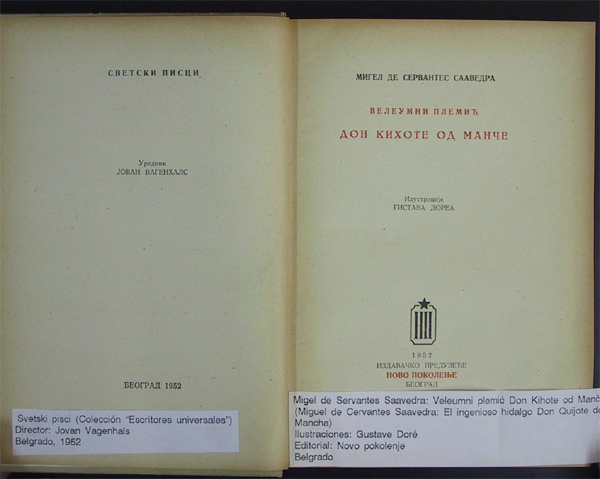 СВЕТСКИ ПИСЦИ
Уредник
ЈОВАН ВАГЕНХАЛС
БЕОГРАД 1952
Svetski pisci (Colección “Escritores universales”)
Director: Jovan Vagenhals
Belgrado, 1952
МИГЕЛ ДЕ СЕРВАНТЕС СААВЕДРА
ВЕЛЕУМНИ ПЛЕМИЋ
ДОН КИХОТЕ ОД МАНЧЕ
Илустрације
ГИСТАВА ДОРЕА
1952
ИЗДАВАЧКО ПРЕДУЗЕЋЕ
НОВО ПОКОЛЕЊЕ
БЕОГРАД
Migel de Servantes Saavedra: Veleumni plemić Don Kihote od Manč
(Miguel de Cervantes Saavedra: El ingenioso hidalgo Don Quijote de
Mancha)
Ilustraciones: Gustave Doré
Editorial: Novo pokolenje
Belgrado